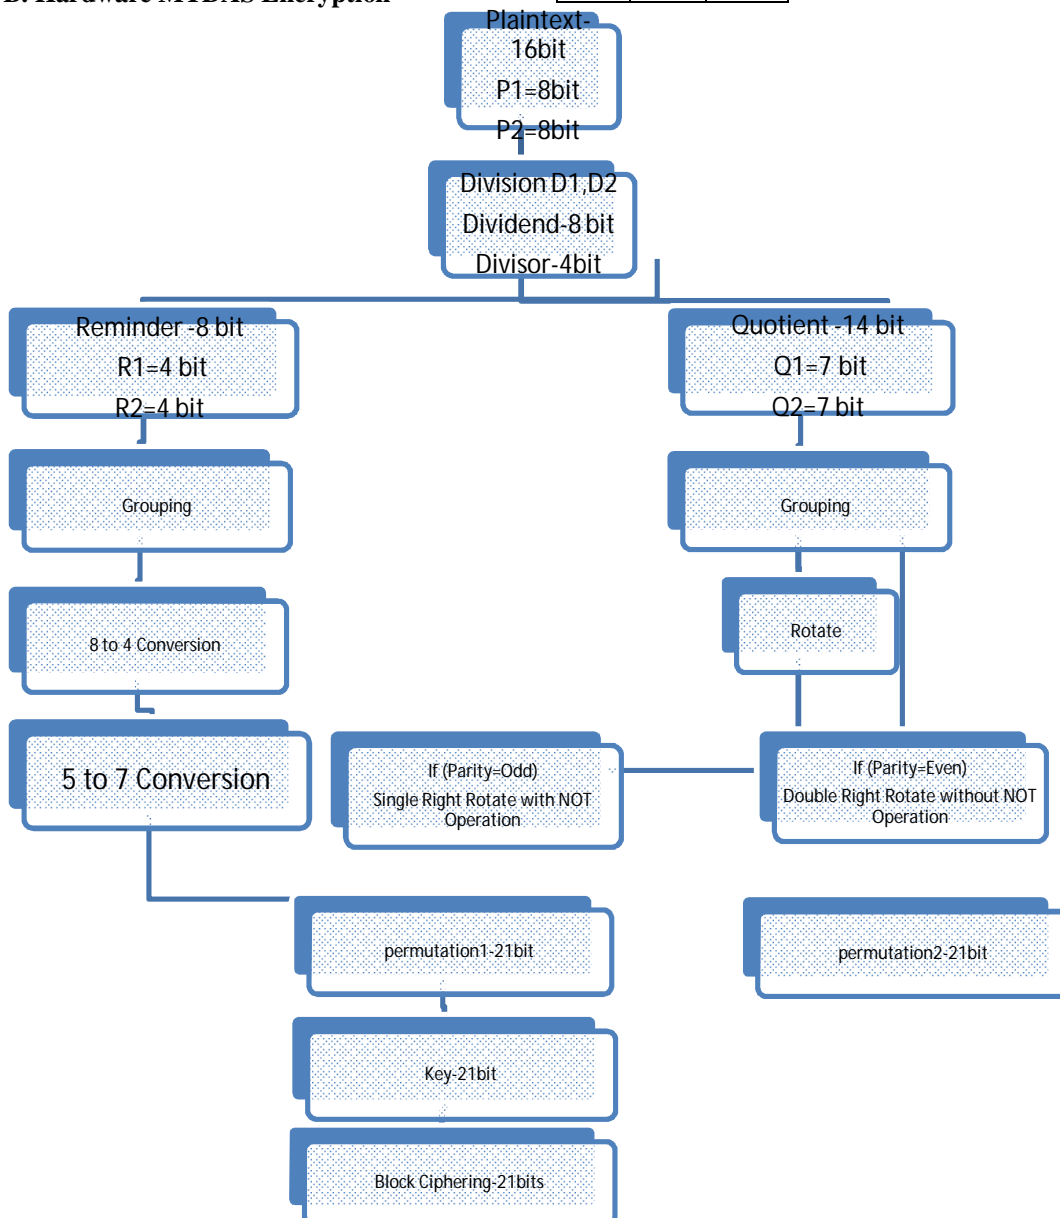 B. Hardware MTDAS Encryption
Plaintext-
16bit
P1=8bit
P2=8bit
Division D1,D2
Dividend-8 bit
Divisor-4bit
Reminder -8 bit
R1=4 bit
R2=4 bit
Quotient -14 bit
Q1=7 bit
Q2=7 bit
Grouping
Grouping
8 to 4 Conversion
Rotate
5 to 7 Conversion
If (Parity=Odd)
Single Right Rotate with NOT
Operation
If (Parity=Even)
Double Right Rotate without NOT
Operation
permutation1-21bit
permutation2-21bit
Key-21bit
Block Ciphering-21bits